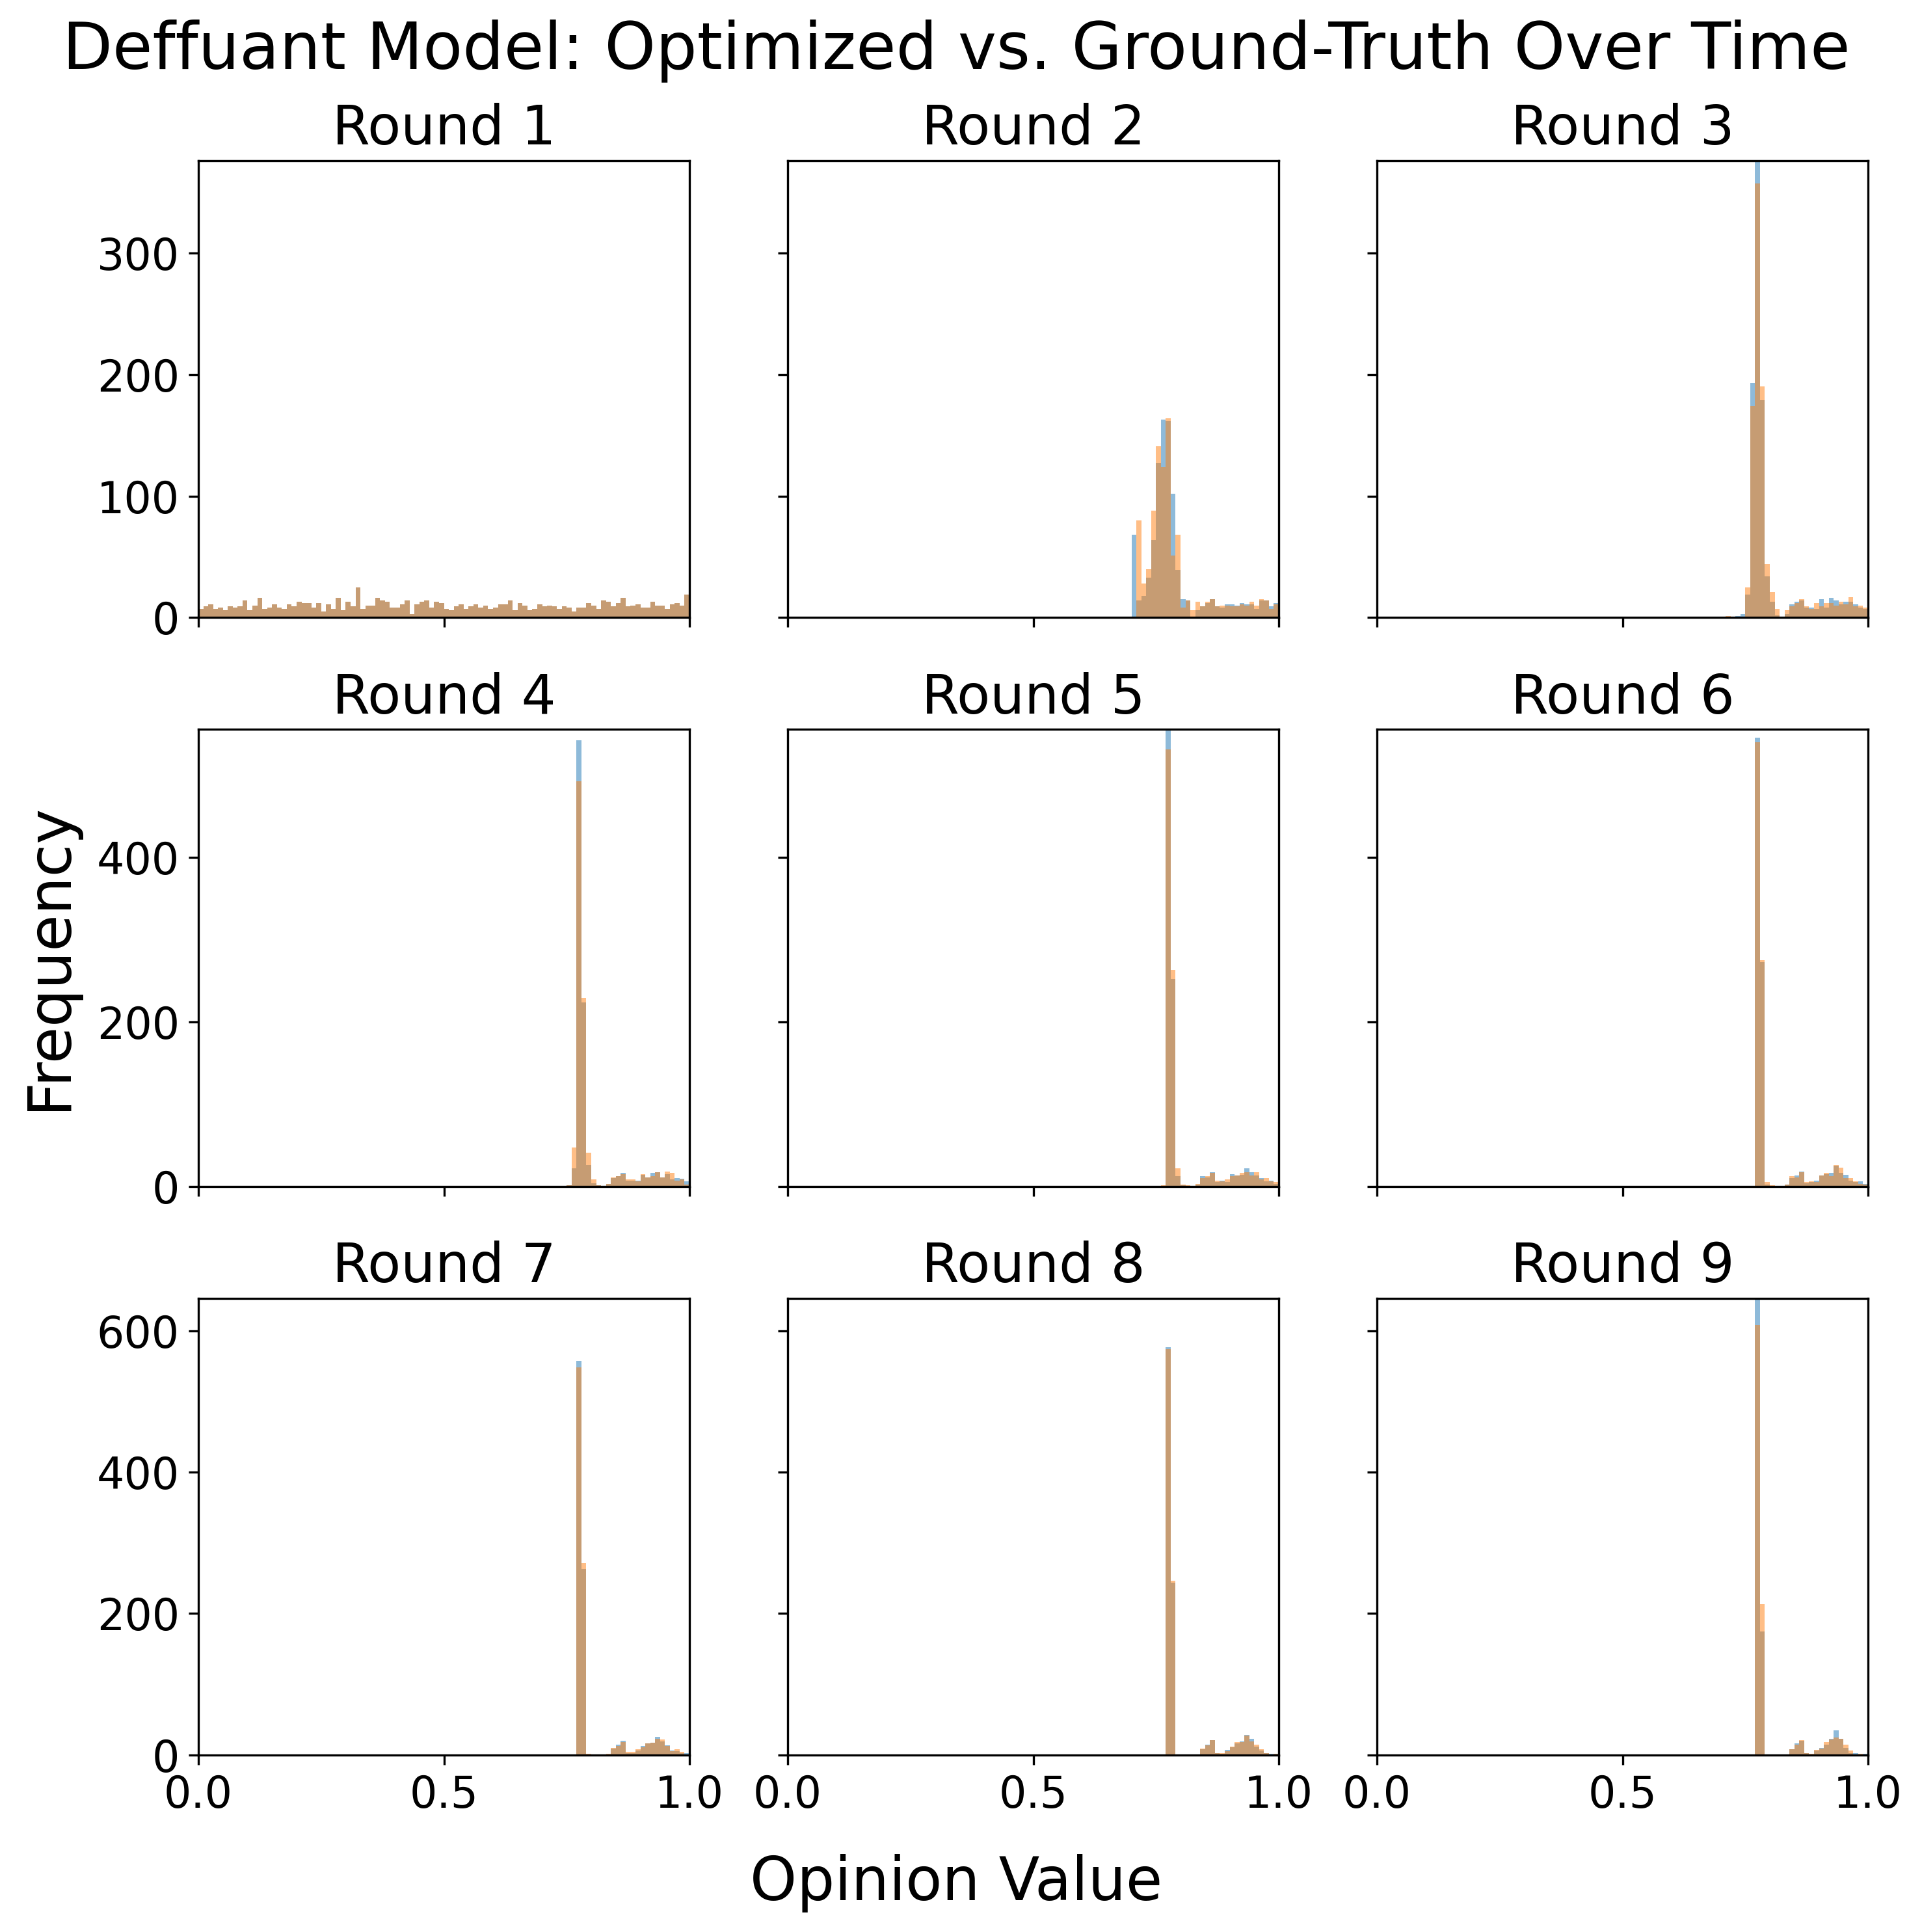 Deffuant Model: Optimized vs. Ground-Truth Over Time
Round 1
Round 2
Round 3
300
200
100
0
Round 4
Round 5
Round 6
Frequency
400
200
0
Round 7
Round 8
Round 9
600
400
200
0
0.0 0.5 1.0 0.0 0.5 1.0 0.0 0.5 1.0
Opinion Value